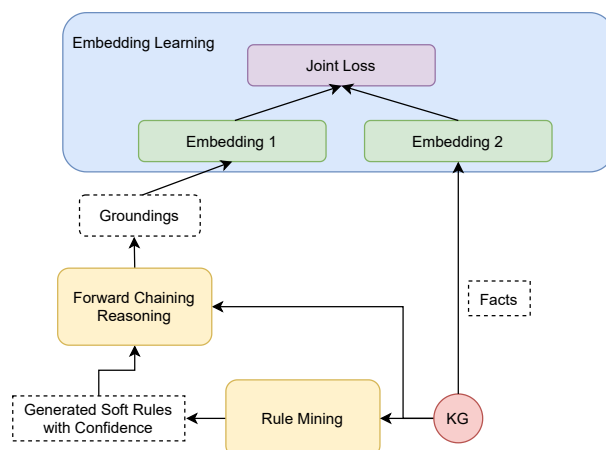 Embedding Learning
Joint Loss
Embedding 1
Embedding 2
Groundings
Forward Chaining
Reasoning
Facts
Generated Soft Rules
with Confidence
Rule Mining
KG